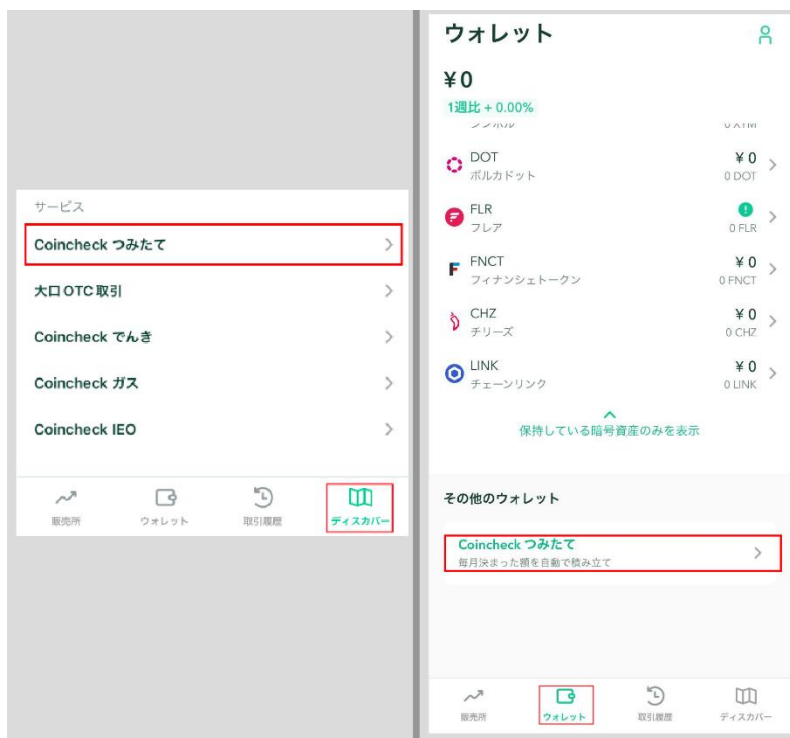 サービス
Coincheck つみたて
大口OTC取引
Coincheck でんき
Coincheck ガス
Coincheck IEO
販売所
ウォレット
取引履歴
ディスカバー
ウォレット
¥0
1週比 + 0.00%
DOT
¥ 0
ポルカドット
0 DOT
FLR
フレア
0 FLR
FNCT
¥ 0
フィナンシェトークン
0 FNCT
CHZ
¥ 0
チリーズ
0 CHZ
LINK
¥ 0
チェーンリンク
0 LINK
保持している暗号資産のみを表示
その他のウォレット
Coincheck つみたて
毎月決まった額を自動で積み立て
販売所
ウォレット
取引履歴
ディスカバー